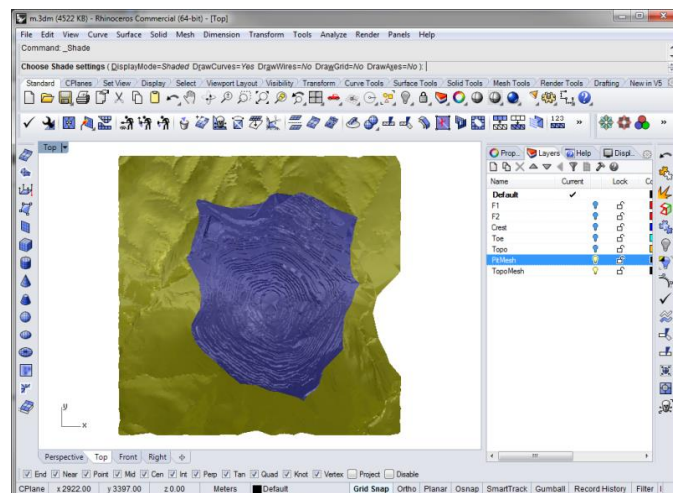 m.3dm (4522 KB) - Rhinoceros Commercial (64-bit) - [Top]
File Edit View Curve Surface Solid Mesh Dimension Transform Tools Analyze Render Panels Help
Command: _Shade
Choose Shade settings ( DisplayMode=Shaded DrawCurves=Yes DrawWires=No DrawGrid=No DrawAxes=No ):
Standard CPlanes Set View Display Select Viewport Layout Visibility Transform Curve Tools Surface Tools Solid Tools Mesh Tools Render Tools Drafting New in V5
123
Top
Prop.. Layers Help Displ..
Name Current Lock Co
Default
F1
F2
Crest
Toe
Topo
PitMesh
TopoMesh
y
x
Perspective Top Front Right
End Near Point Mid Cen Int Perp Tan Quad Knot Vertex Project Disable
CPlane x 2922.00 y 3397.00 z 0.00 Meters Default Grid Snap Ortho Planar Osnap SmartTrack Gumball Record History Filter